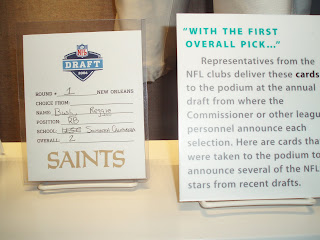 NFL
DRAFT
2006
ROUND # 1 NEW ORLEANS
CHOICE FROM:
NAME: Bush Reggie
POSITION: RB
SCHOOL: Southern California
OVERALL: 2
SAINTS
"WITH THE FIRST
OVERALL PICK..."
Representatives from the
NFL clubs deliver these cards
to the podium at the annual
draft from where the
Commissioner or other league
personnel announce each
selection. Here are cards that
were taken to the podium to
announce several of the NFL
stars from recent drafts.